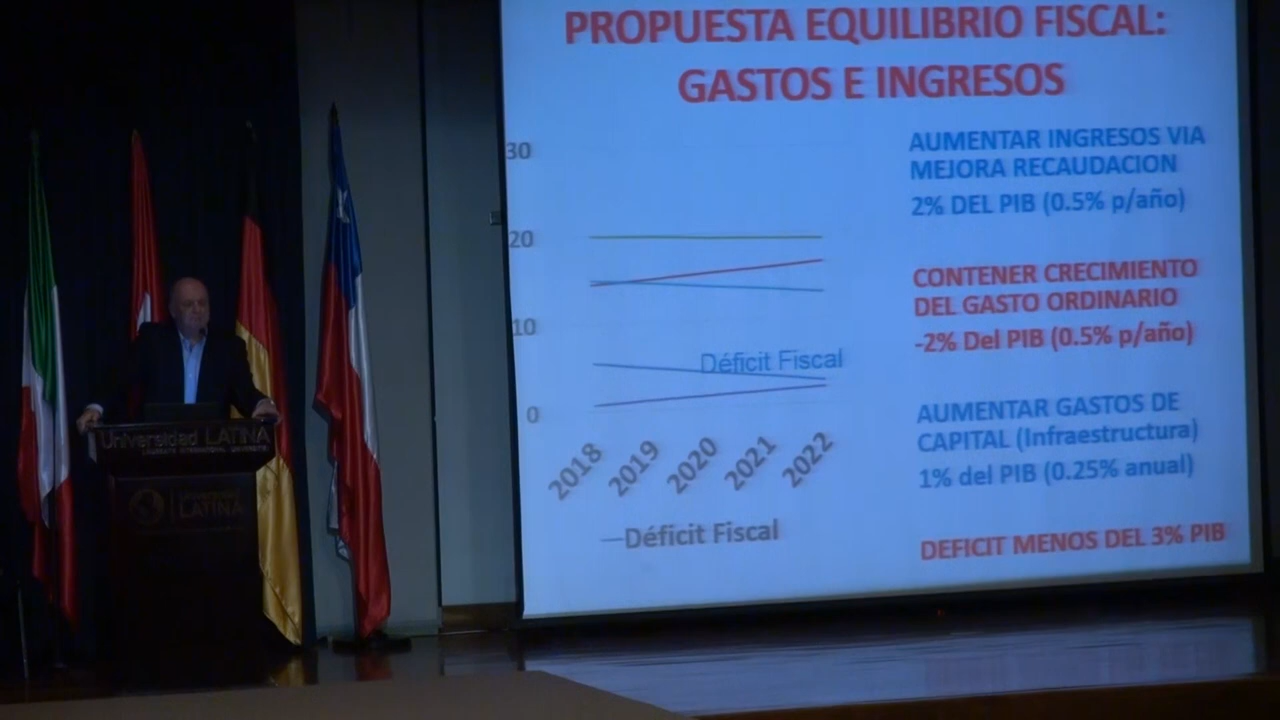 PROPUESTA EQUILIBRIO FISCAL:
GASTOS E INGRESOS
30
20
10
0
2018
2019
2020
2021
2022
Déficit Fiscal
Déficit Fiscal
AUMENTAR INGRESOS VIA
MEJORA RECAUDACION
2% DEL PIB (0.5% p/año)
CONTENER CRECIMIENTO
DEL GASTO ORDINARIO
-2% Del PIB (0.5% p/año)
AUMENTAR GASTOS DE
CAPITAL (Infraestructura)
1% del PIB (0.25% anual)
DEFICIT MENOS DEL 3% PIB
Universidad LATINA
LAUREATE INTERNATIONAL UNIVERSITIES
LATINA